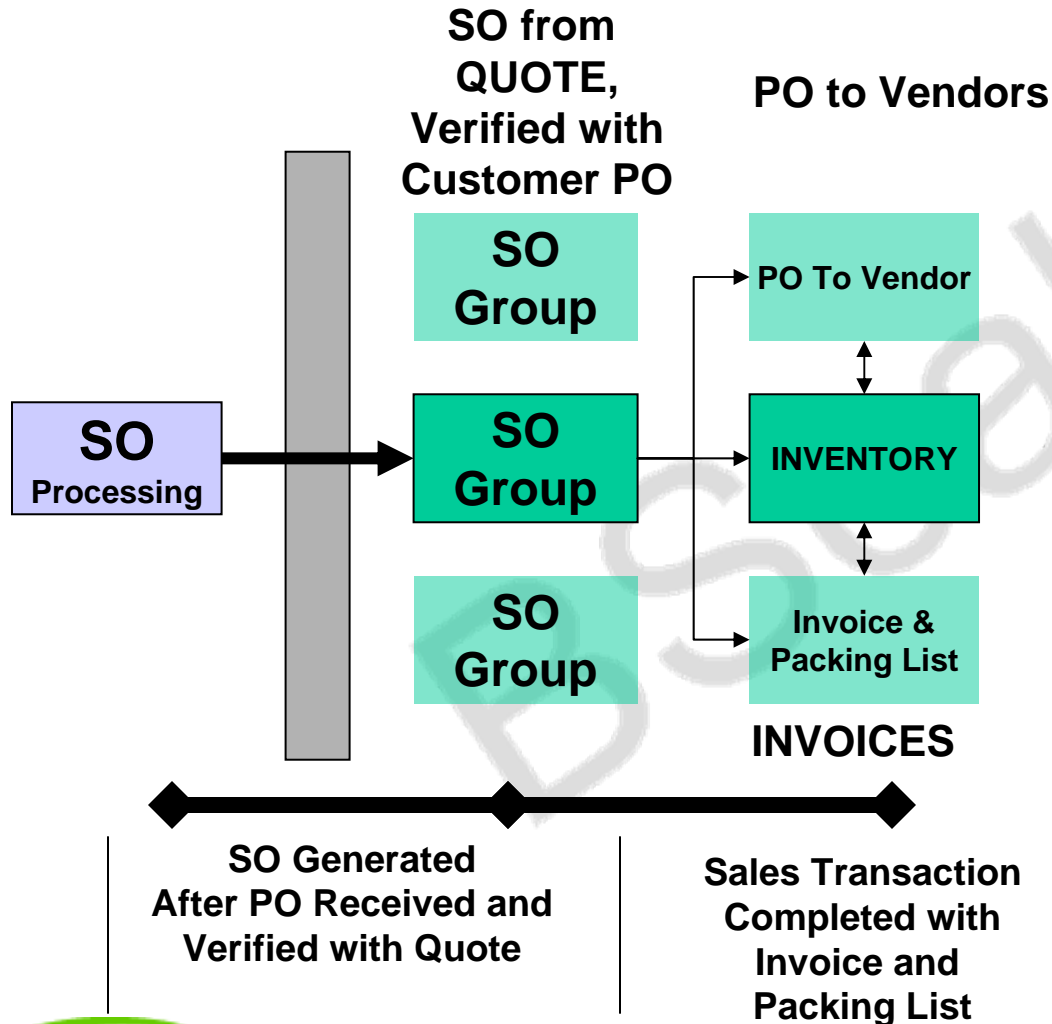 SO from
QUOTE,
Verified with
Customer PO
PO to Vendors
SO
Group
PO To Vendor
SO
Processing
SO
Group
INVENTORY
SO
Group
Invoice &
Packing List
INVOICES
SO Generated
After PO Received and
Verified with Quote
Sales Transaction
Completed with
Invoice and
Packing List